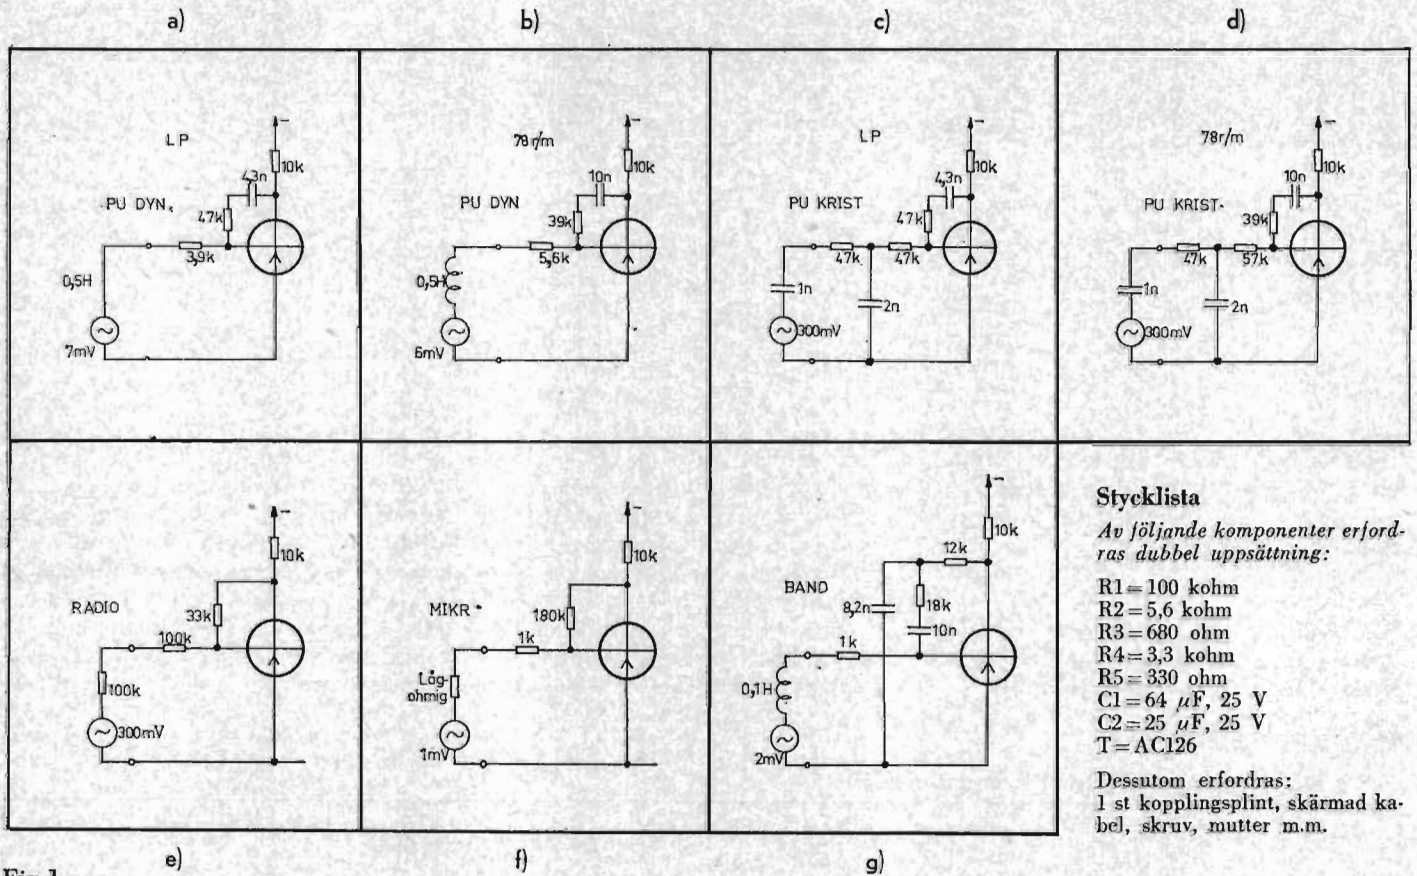 a)
b)
c)
d)
LP
PU DYN.
0,5H
7mV
3,9k
47k
4,3n
10k
−
78r/m
PU DYN
0,5H
6mV
5,6k
39k
10n
10k
−
LP
PU KRIST
1n
300mV
47k
2n
47k
47k
4,3n
10k
−
78r/m
PU KRIST.
1n
300mV
47k
2n
57k
39k
10n
10k
−
RADIO
100k
300mV
100k
33k
10k
−
MIKR
Låg-
ohmig
1mV
1k
180k
10k
−
BAND
0,1H
2mV
1k
8,2n
18k
10n
12k
10k
−
Stycklista
Av följande komponenter erford-
ras dubbel uppsättning:
R1=100 kohm
R2=5,6 kohm
R3=680 ohm
R4=3,3 kohm
R5=330 ohm
C1=64 μF, 25 V
C2=25 μF, 25 V
T=AC126
Dessutom erfordras:
1 st kopplingsplint, skärmad ka-
bel, skruv, mutter m.m.
e)
f)
g)